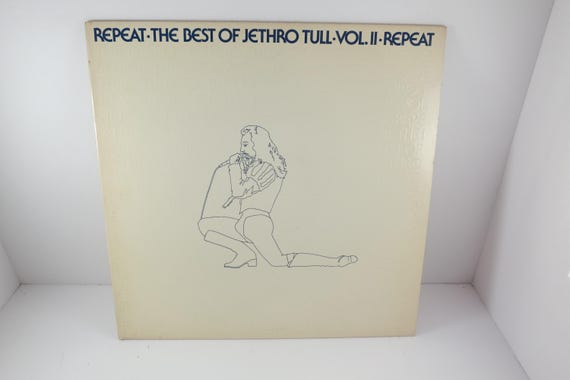 REPEAT·THE BEST OF JETHRO TULL·VOL. II·REPEAT